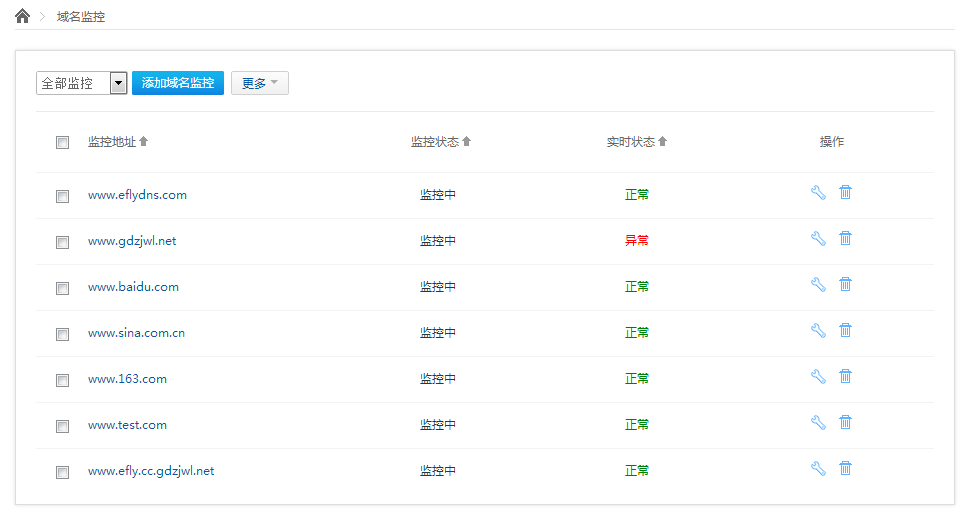 域名监控
全部监控 添加域名监控 更多
监控地址 监控状态 实时状态 操作
www.eflydns.com 监控中 正常
www.gdzjwl.net 监控中 异常
www.baidu.com 监控中 正常
www.sina.com.cn 监控中 正常
www.163.com 监控中 正常
www.test.com 监控中 正常
www.efly.cc.gdzjwl.net 监控中 正常